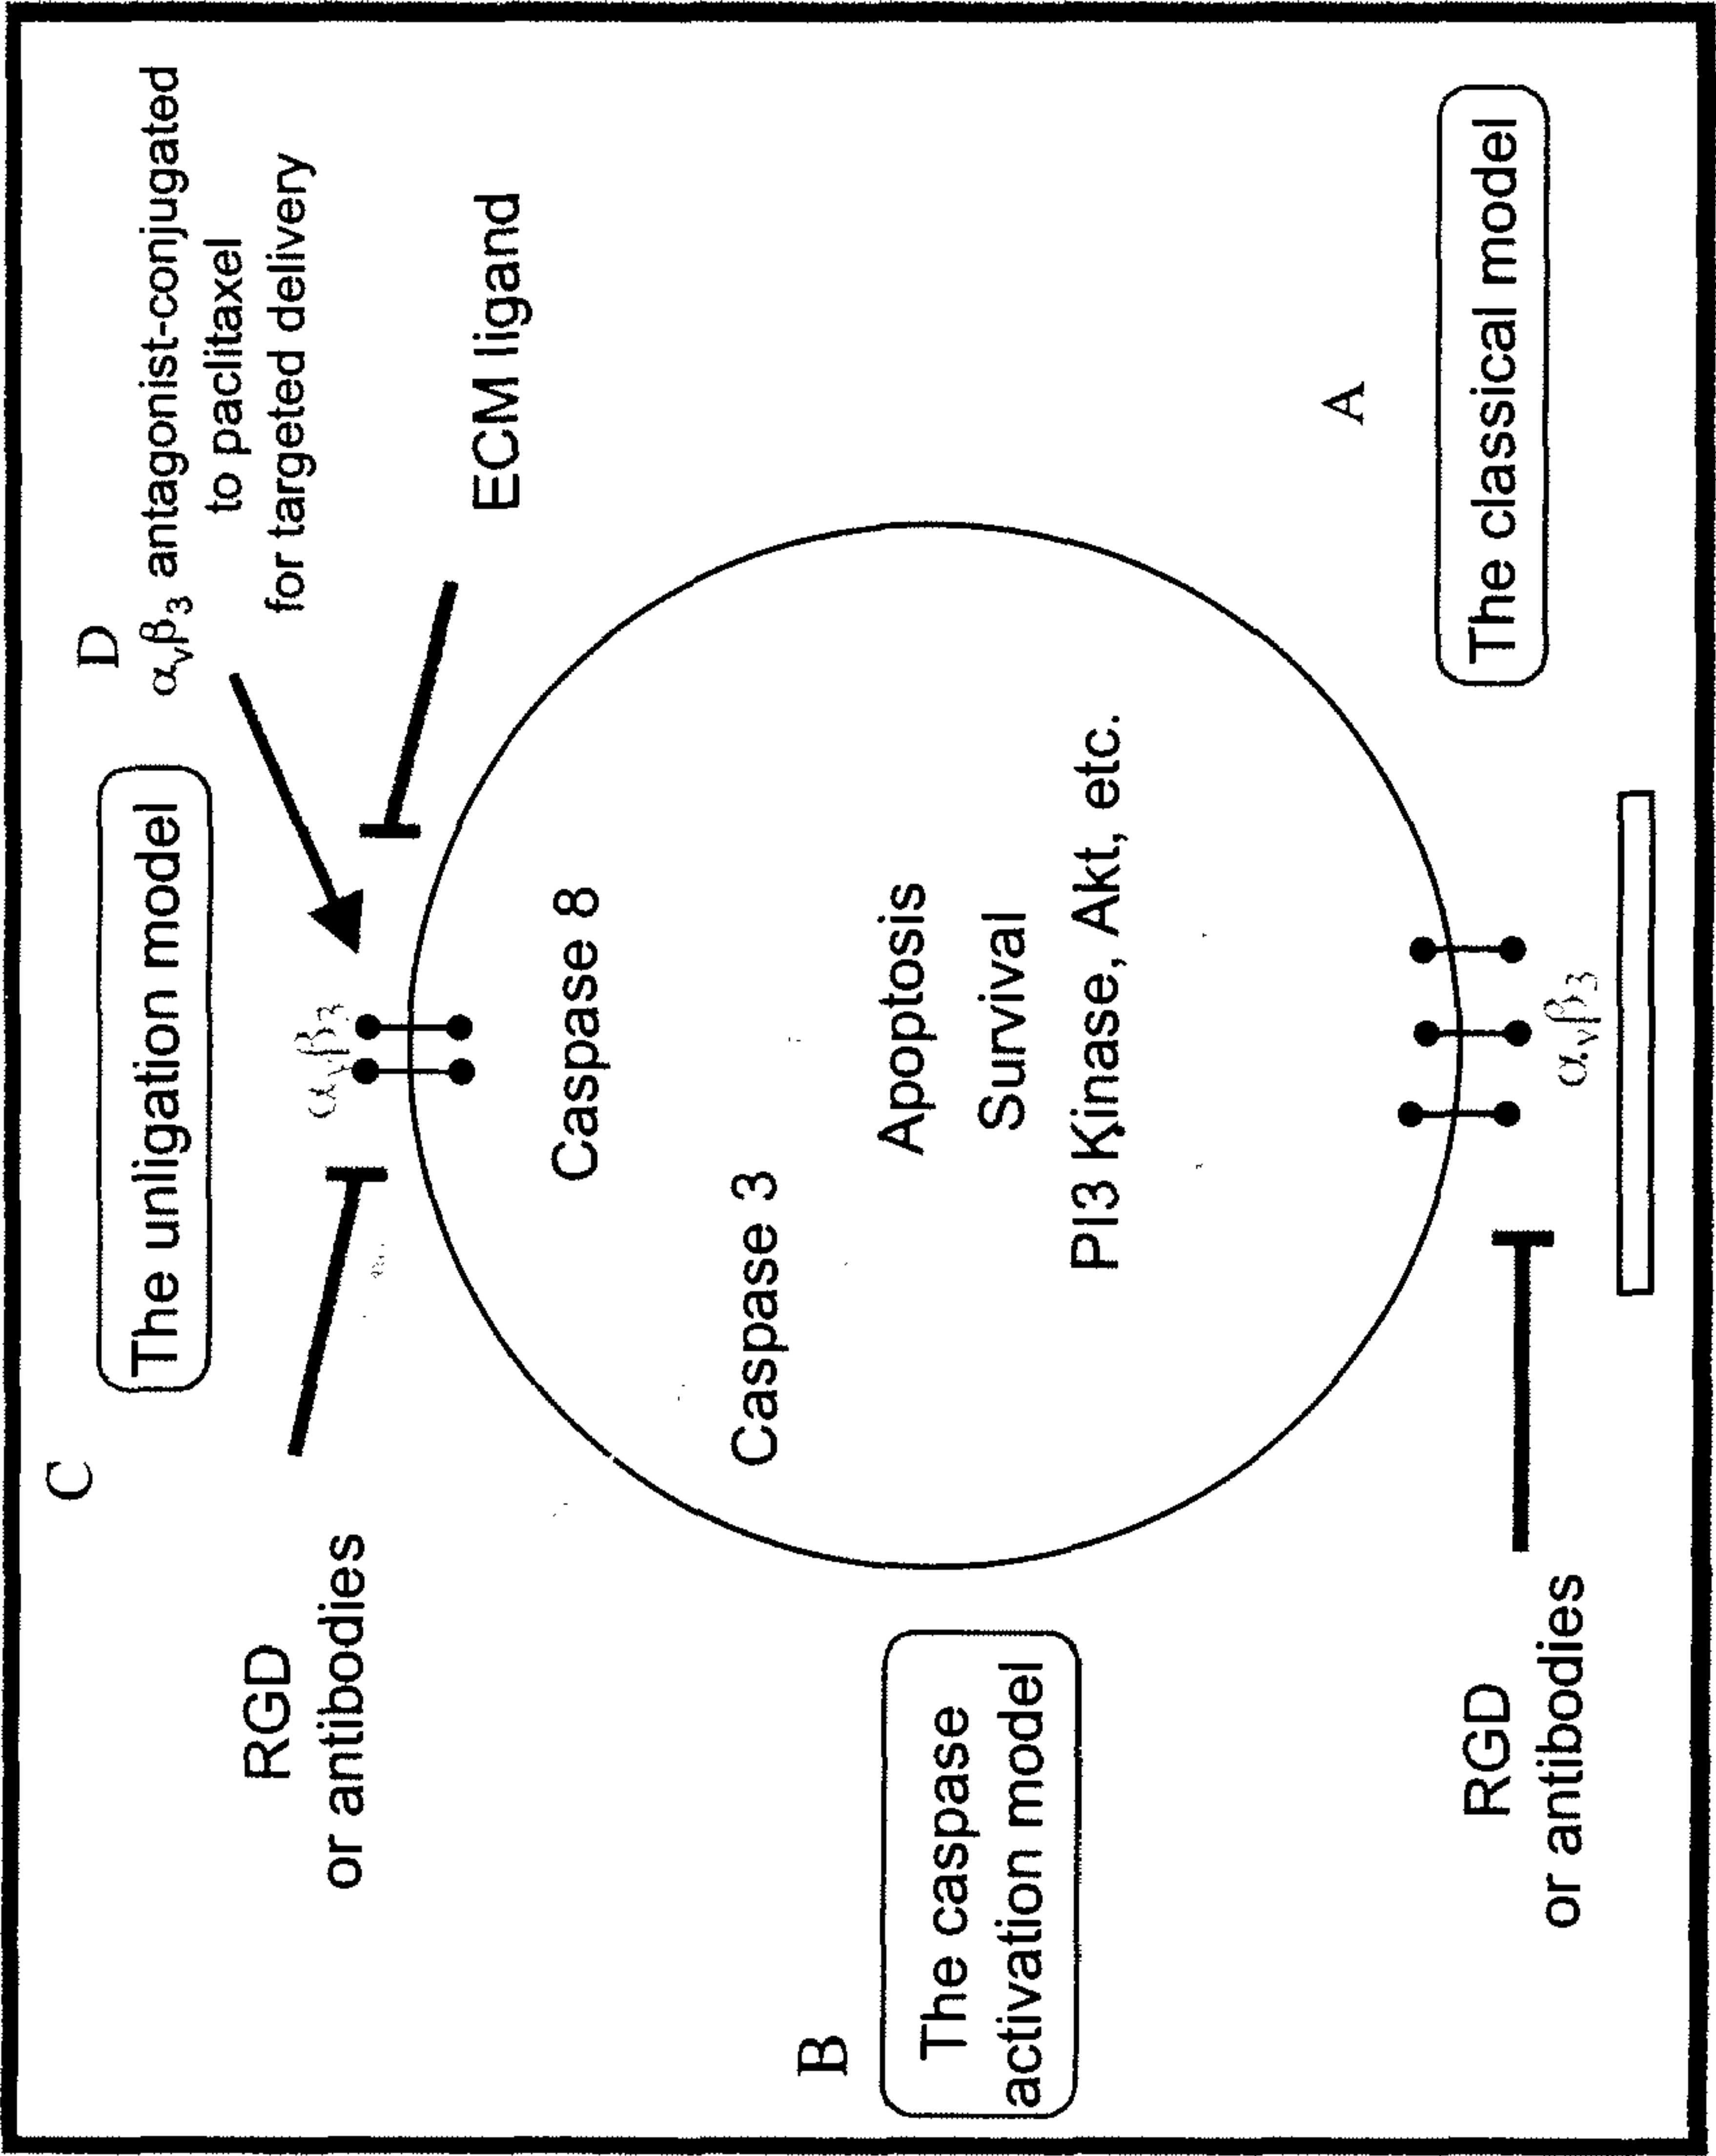 C
The unligation model
D
αvβ3 antagonist-conjugated
to paclitaxel
for targeted delivery
RGD
or antibodies
αvβ3
ECM ligand
Caspase 8
Caspase 3
B
The caspase
activation model
Apoptosis
Survival
PI3 Kinase, Akt, etc.
A
The classical model
RGD
or antibodies
αvβ3